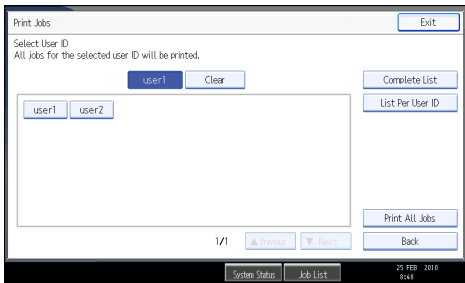 Print Jobs
Exit
Select User ID
All jobs for the selected user ID will be printed.
user1
Clear
Complete List
user1
user2
List Per User ID
Print All Jobs
1/1
▲ Previous
▼ Next
Back
System Status
Job List
25 FEB 2010
8:48